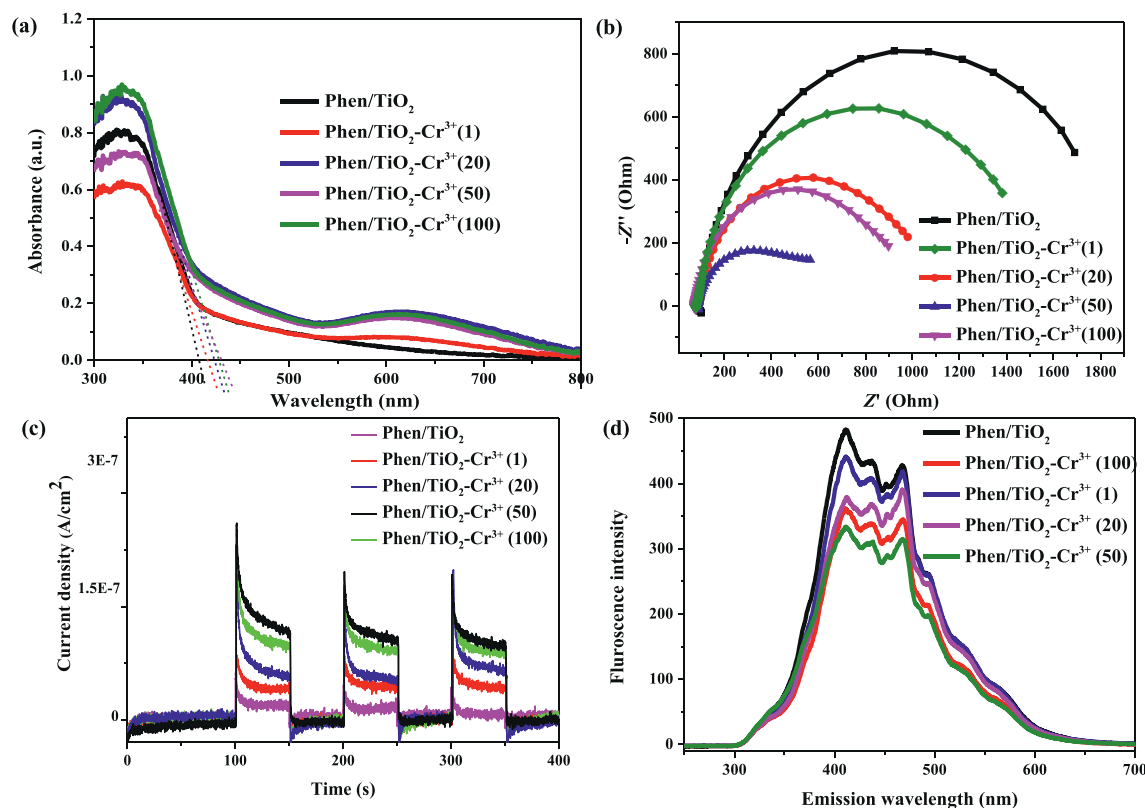 (a)
1.2
1.0
0.8
0.6
0.4
0.2
0.0
Absorbance (a.u.)
Phen/TiO₂
Phen/TiO₂-Cr³⁺(1)
Phen/TiO₂-Cr³⁺(20)
Phen/TiO₂-Cr³⁺(50)
Phen/TiO₂-Cr³⁺(100)
300 400 500 600 700 800
Wavelength (nm)
(b)
800
600
400
200
0
-Z'' (Ohm)
Phen/TiO₂
Phen/TiO₂-Cr³⁺(1)
Phen/TiO₂-Cr³⁺(20)
Phen/TiO₂-Cr³⁺(50)
Phen/TiO₂-Cr³⁺(100)
200 400 600 800 1000 1200 1400 1600 1800
Z' (Ohm)
(c)
3E-7
1.5E-7
0
Current density (A/cm²)
Phen/TiO₂
Phen/TiO₂-Cr³⁺ (1)
Phen/TiO₂-Cr³⁺ (20)
Phen/TiO₂-Cr³⁺ (50)
Phen/TiO₂-Cr³⁺ (100)
0 100 200 300 400
Time (s)
(d)
500
400
300
200
100
0
Fluroscence intensity
Phen/TiO₂
Phen/TiO₂-Cr³⁺ (100)
Phen/TiO₂-Cr³⁺ (1)
Phen/TiO₂-Cr³⁺ (20)
Phen/TiO₂-Cr³⁺ (50)
300 400 500 600 700
Emission wavelength (nm)